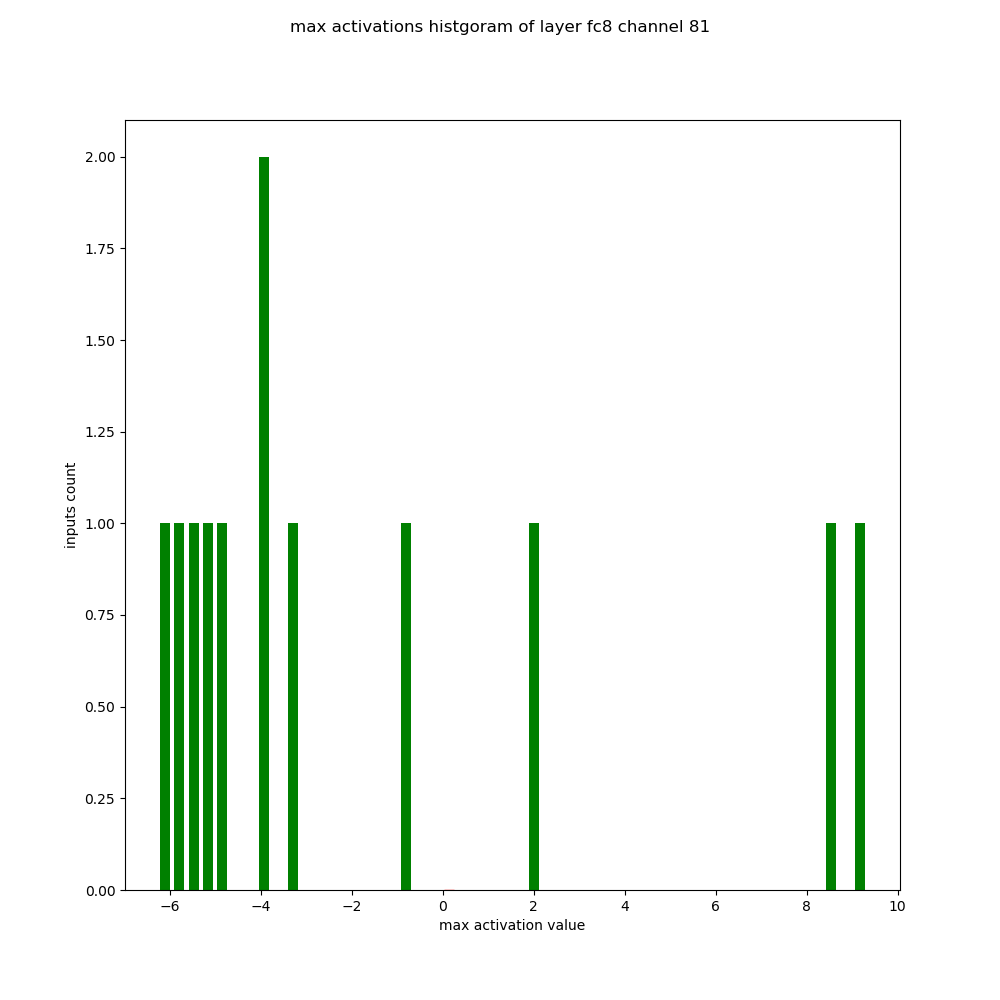 max activations histgoram of layer fc8 channel 81
2.00
1.75
1.50
1.25
1.00
0.75
0.50
0.25
0.00
inputs count
−6 −4 −2 0 2 4 6 8 10
max activation value